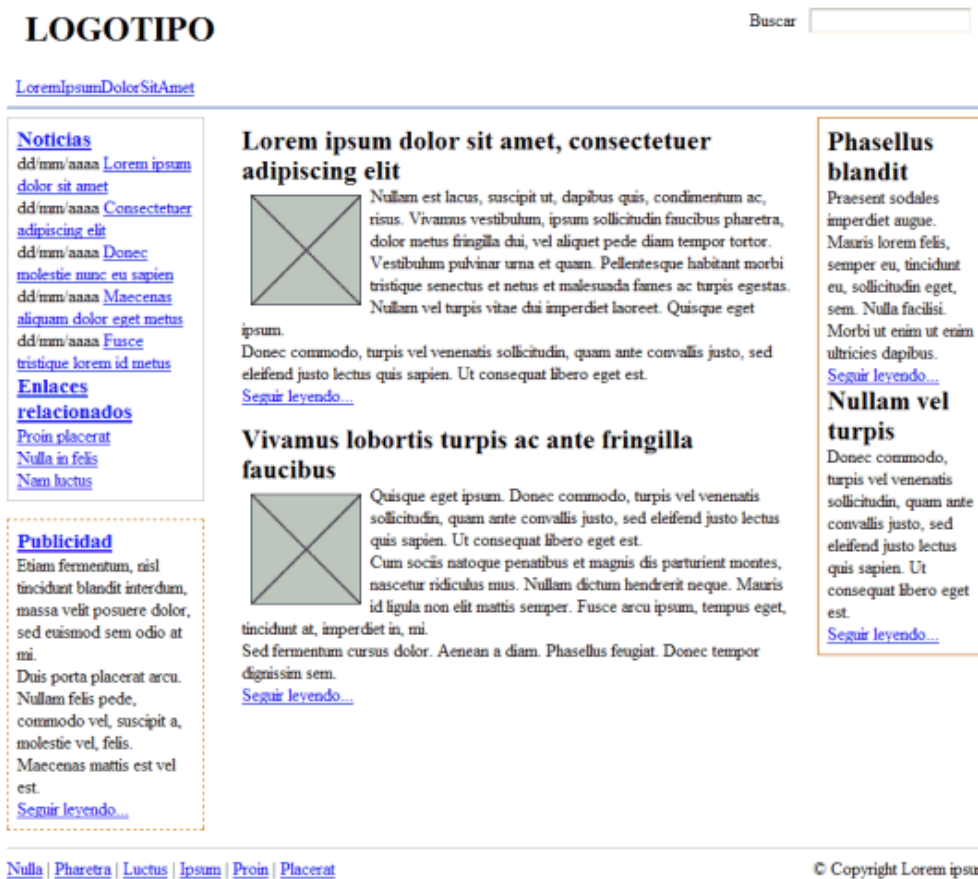 LOGOTIPO
Buscar
LoremIpsumDolorSitAmet
Noticias
dd/mm/aaaa Lorem ipsum
dolor sit amet
dd/mm/aaaa Consectetuer
adipiscing elit
dd/mm/aaaa Donec
molestie nunc eu sapien
dd/mm/aaaa Maecenas
aliquam dolor eget metus
dd/mm/aaaa Fusce
tristique lorem id metus
Enlaces
relacionados
Proin placerat
Nulla in felis
Nam luctus
Publicidad
Etiam fermentum, nisl
tincidunt blandit interdum,
massa velit posuere dolor,
sed euismod sem odio at
mi.
Duis porta placerat arcu.
Nullam felis pede,
commodo vel, suscipit a,
molestie vel, felis.
Maecenas mattis est vel
est.
Seguir leyendo...
Lorem ipsum dolor sit amet, consectetuer
adipiscing elit
Nullam est lacus, suscipit ut, dapibus quis, condimentum ac,
risus. Vivamus vestibulum, ipsum sollicitudin faucibus pharetra,
dolor metus fringilla dui, vel aliquet pede diam tempor tortor.
Vestibulum pulvinar urna et quam. Pellentesque habitant morbi
tristique senectus et netus et malesuada fames ac turpis egestas.
Nullam vel turpis vitae dui imperdiet laoreet. Quisque eget
ipsum.
Donec commodo, turpis vel venenatis sollicitudin, quam ante convallis justo, sed
eleifend justo lectus quis sapien. Ut consequat libero eget est.
Seguir leyendo...
Vivamus lobortis turpis ac ante fringilla
faucibus
Quisque eget ipsum. Donec commodo, turpis vel venenatis
sollicitudin, quam ante convallis justo, sed eleifend justo lectus
quis sapien. Ut consequat libero eget est.
Cum sociis natoque penatibus et magnis dis parturient montes,
nascetur ridiculus mus. Nullam dictum hendrerit neque. Mauris
id ligula non elit mattis semper. Fusce arcu ipsum, tempus eget,
tincidunt at, imperdiet in, mi.
Sed fermentum cursus dolor. Aenean a diam. Phasellus feugiat. Donec tempor
dignissim sem.
Seguir leyendo...
Phasellus
blandit
Praesent sodales
imperdiet augue.
Mauris lorem felis,
semper eu, tincidunt
eu, sollicitudin eget,
sem. Nulla facilisi.
Morbi ut enim ut enim
ultricies dapibus.
Seguir leyendo...
Nullam vel
turpis
Donec commodo,
turpis vel venenatis
sollicitudin, quam ante
convallis justo, sed
eleifend justo lectus
quis sapien. Ut
consequat libero eget
est.
Seguir leyendo...
Nulla | Pharetra | Luctus | Ipsum | Proin | Placerat
© Copyright Lorem ipsu